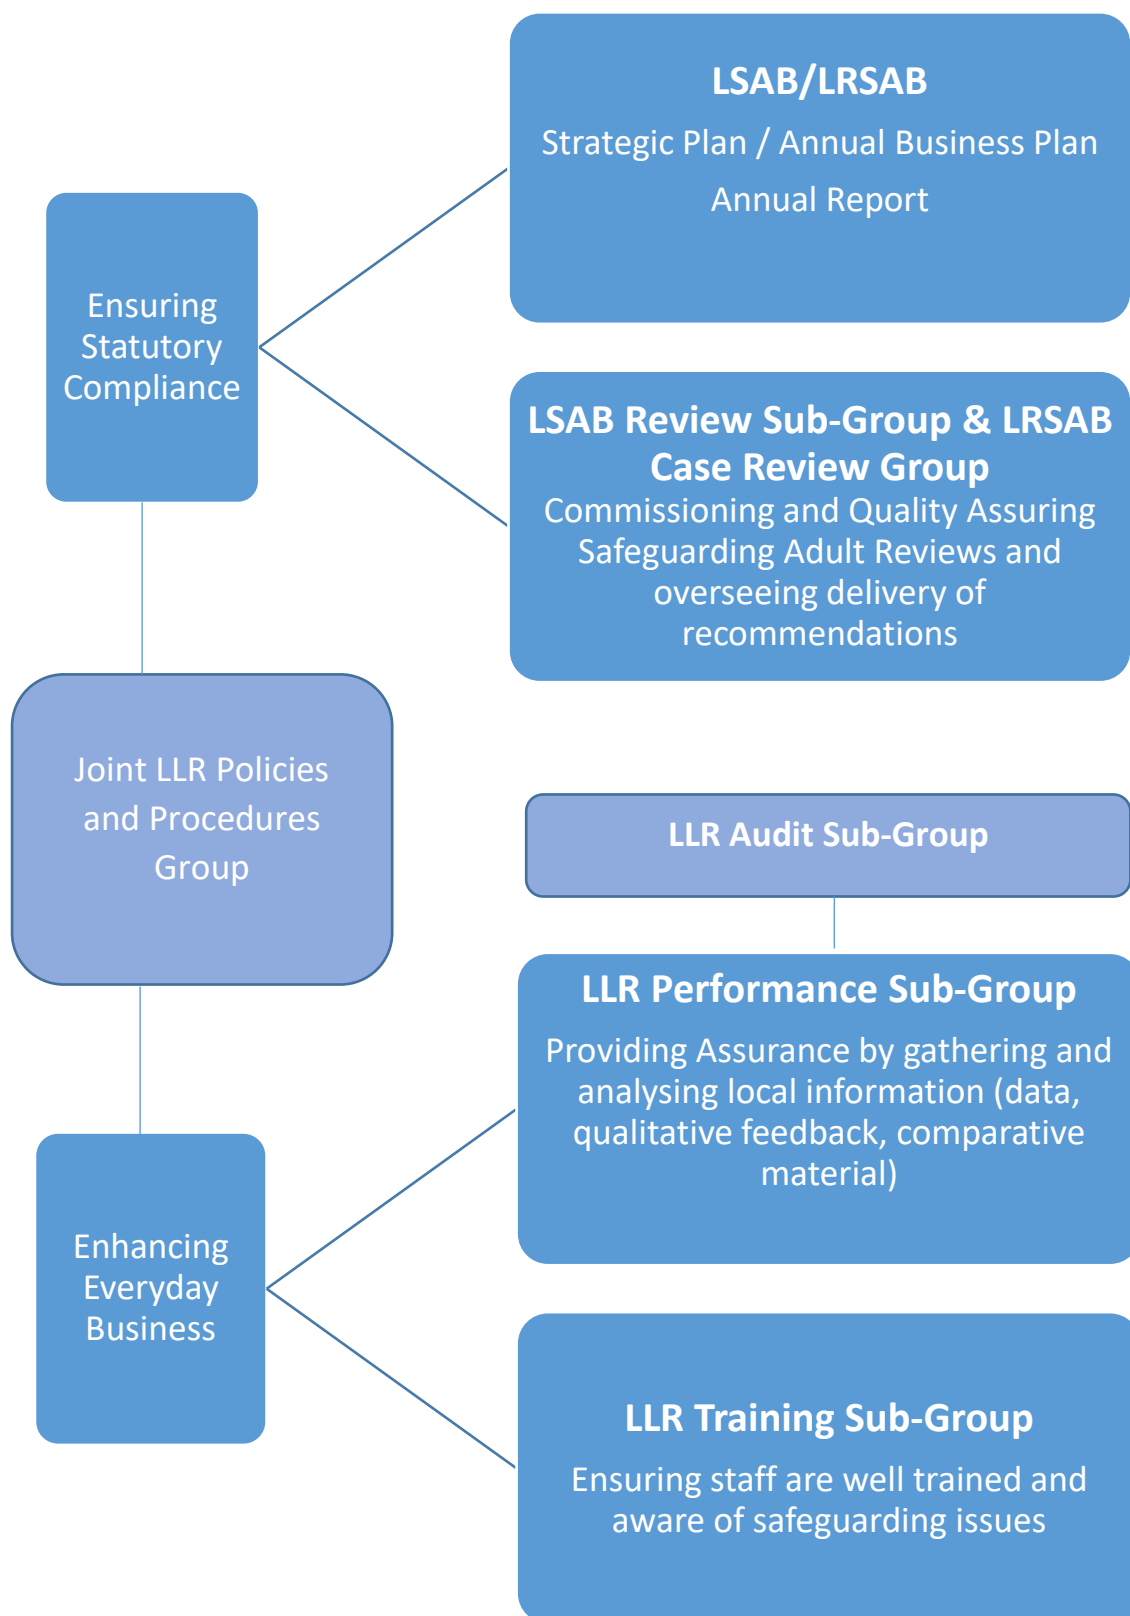 LSAB/LRSAB
Strategic Plan / Annual Business Plan
Annual Report
Ensuring
Statutory
Compliance
LSAB Review Sub-Group & LRSAB
Case Review Group
Commissioning and Quality Assuring
Safeguarding Adult Reviews and
overseeing delivery of
recommendations
Joint LLR Policies
and Procedures
Group
LLR Audit Sub-Group
LLR Performance Sub-Group
Providing Assurance by gathering and
analysing local information (data,
qualitative feedback, comparative
material)
Enhancing
Everyday
Business
LLR Training Sub-Group
Ensuring staff are well trained and
aware of safeguarding issues